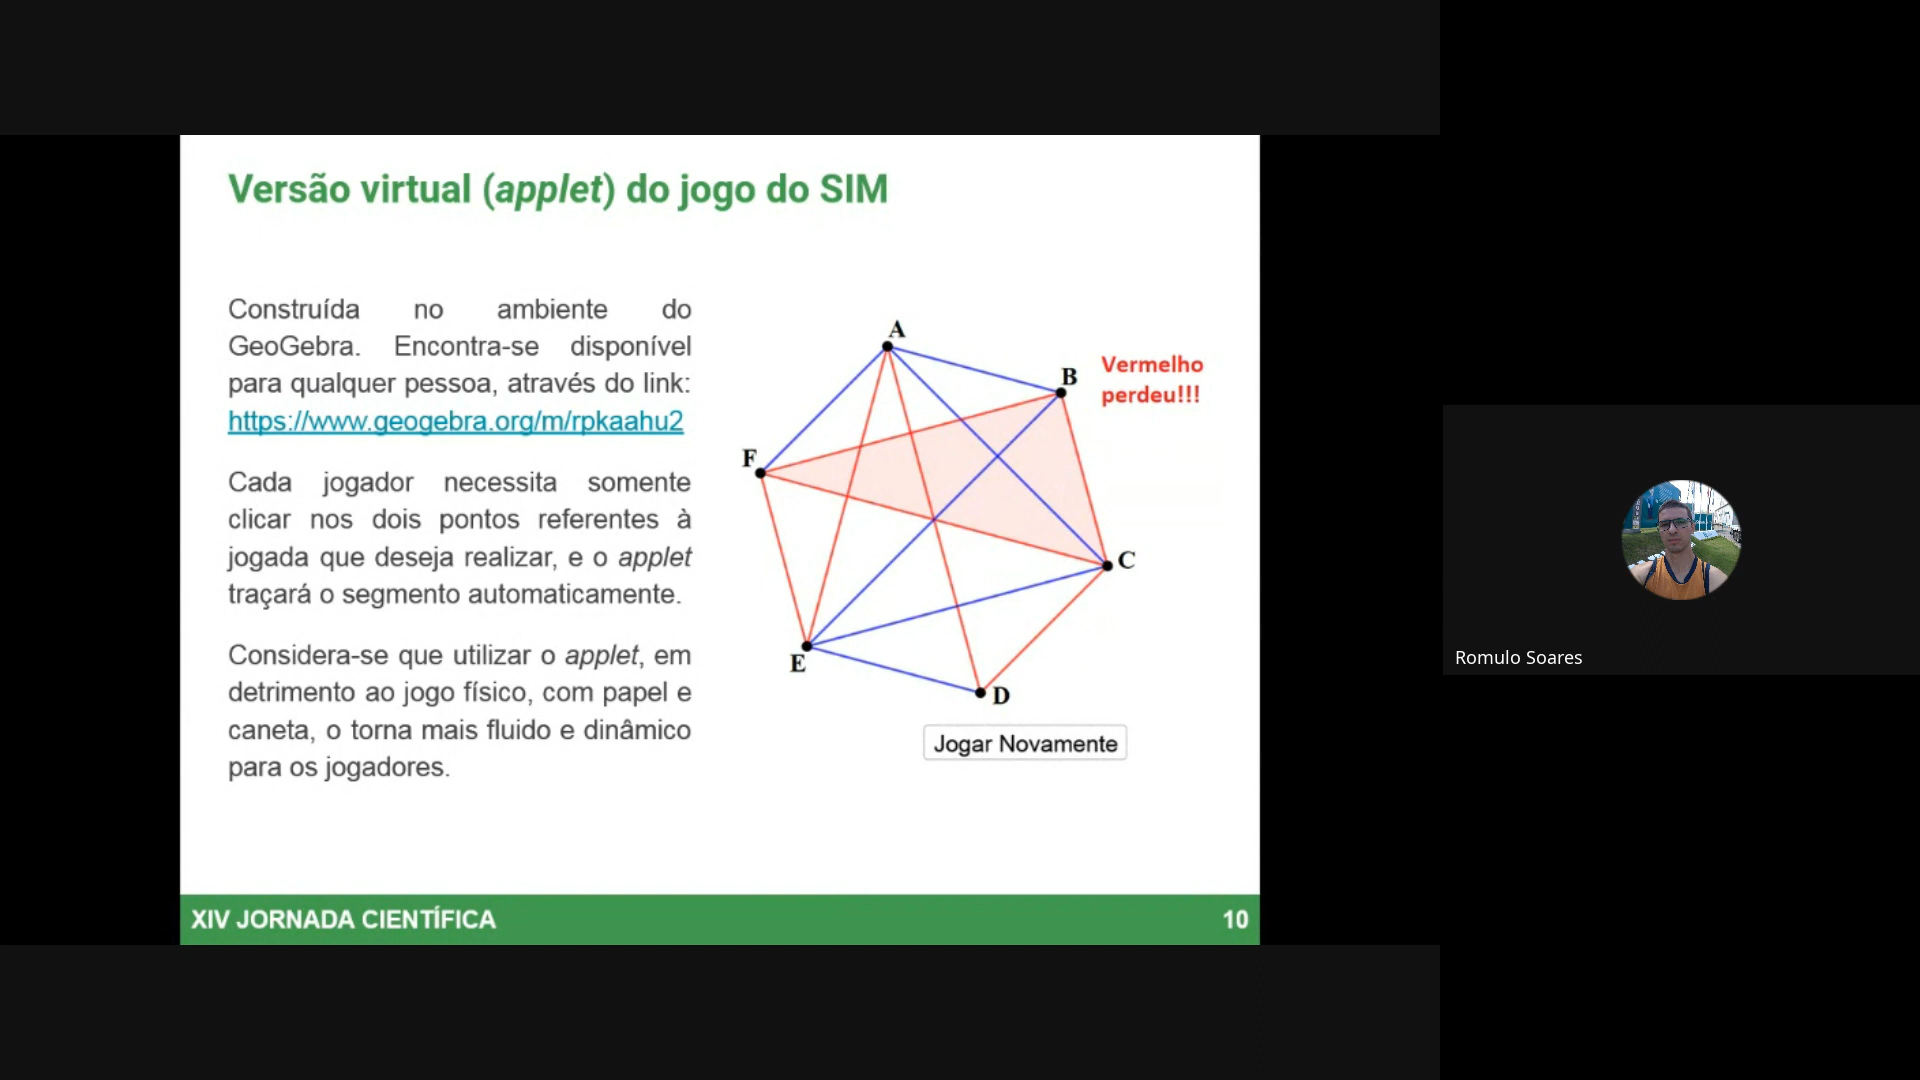 Versão virtual (applet) do jogo do SIM
Construída no ambiente do
GeoGebra. Encontra-se disponível
para qualquer pessoa, através do link:
https://www.geogebra.org/m/rpkaahu2
Cada jogador necessita somente
clicar nos dois pontos referentes à
jogada que deseja realizar, e o applet
traçará o segmento automaticamente.
Considera-se que utilizar o applet, em
detrimento ao jogo físico, com papel e
caneta, o torna mais fluido e dinâmico
para os jogadores.
A
B
Vermelho
perdeu!!!
F
C
E
D
Jogar Novamente
XIV JORNADA CIENTÍFICA
10
Romulo Soares